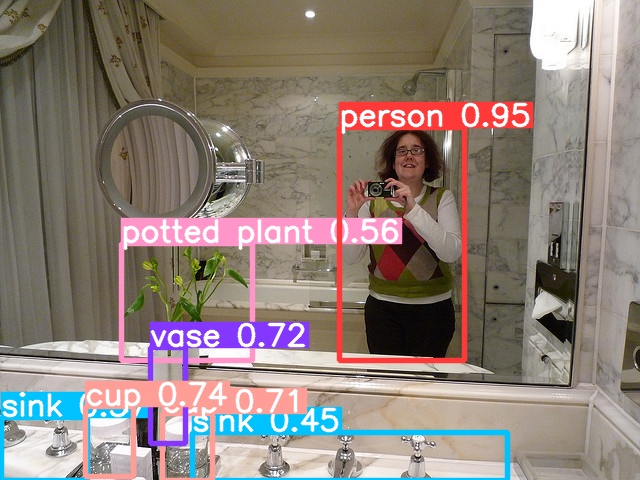 person 0.95
potted plant 0.56
vase 0.72
cup 0.74
0.71
sink
sink 0.45